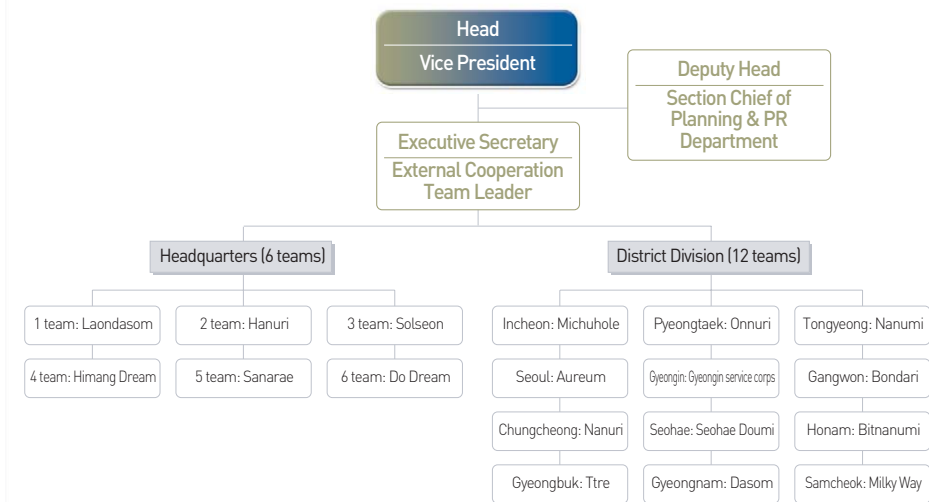 Head
Vice President
Deputy Head
Section Chief of
Planning & PR
Department
Executive Secretary
External Cooperation
Team Leader
Headquarters (6 teams)
District Division (12 teams)
1 team: Laondasom
2 team: Hanuri
3 team: Solseon
4 team: Himang Dream
5 team: Sanarae
6 team: Do Dream
Incheon: Michuhole
Pyeongtaek: Onnuri
Tongyeong: Nanumi
Seoul: Aureum
Gyeongin: Gyeongin service corps
Gangwon: Bondari
Chungcheong: Nanuri
Seohae: Seohae Doumi
Honam: Bitnanumi
Gyeongbuk: Ttre
Gyeongnam: Dasom
Samcheok: Milky Way